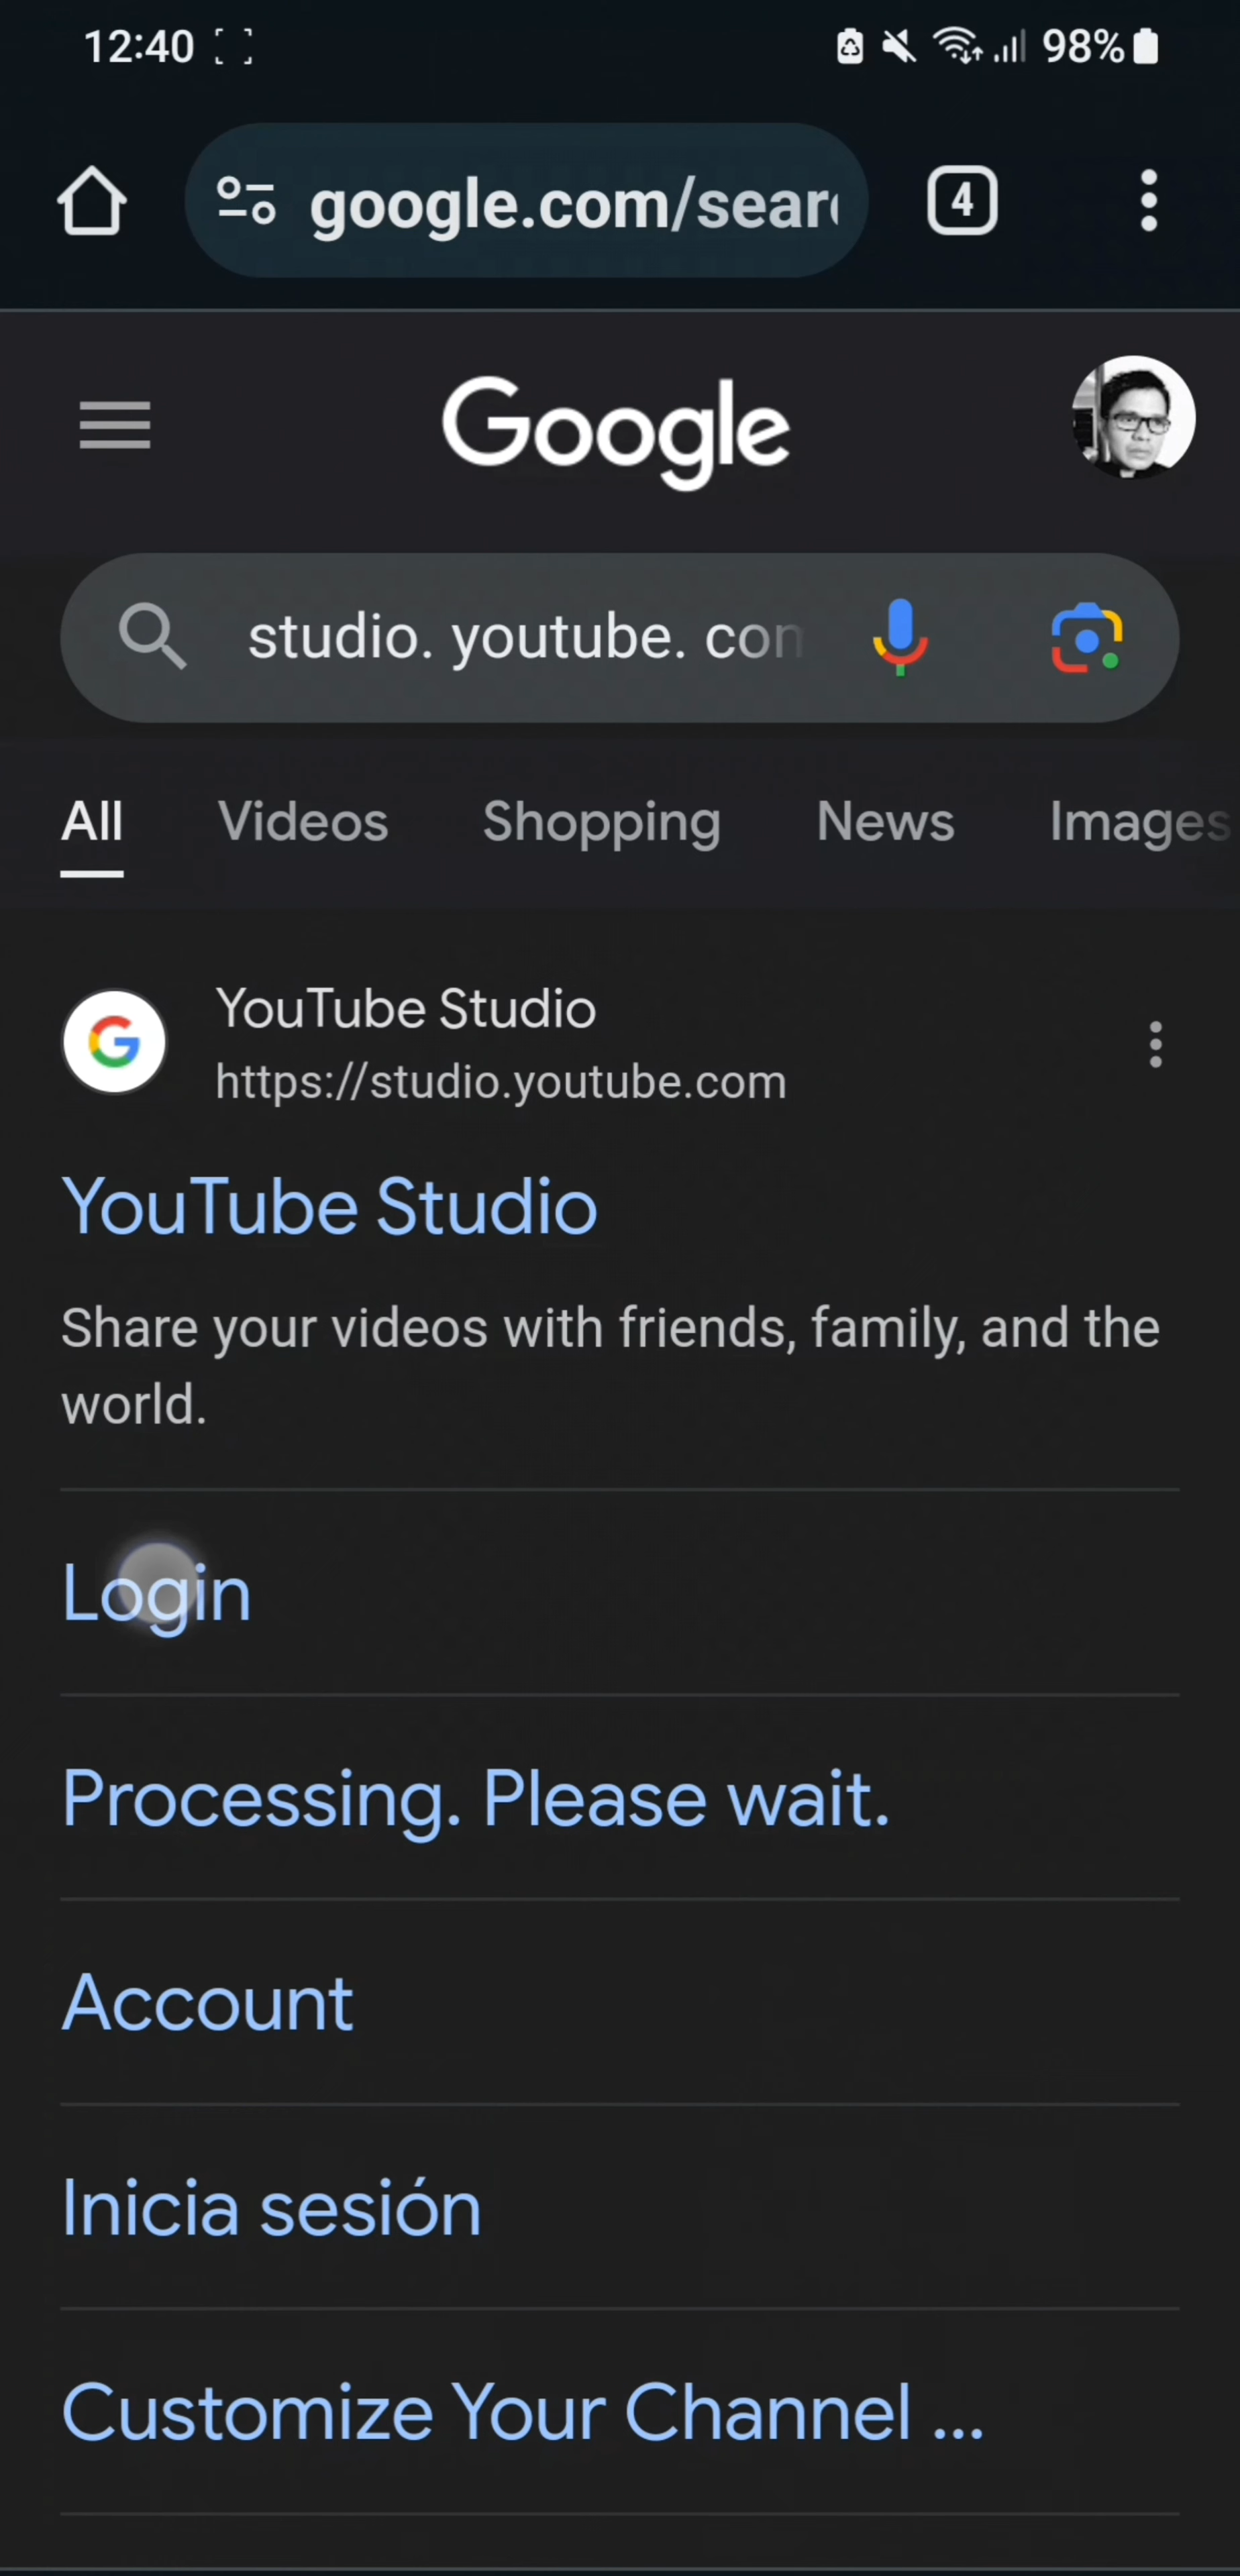 12:40
98%
google.com/sear
4
Google
studio. youtube. com
All Videos Shopping News Images
YouTube Studio
https://studio.youtube.com
YouTube Studio
Share your videos with friends, family, and the
world.
Login
Processing. Please wait.
Account
Inicia sesión
Customize Your Channel ...